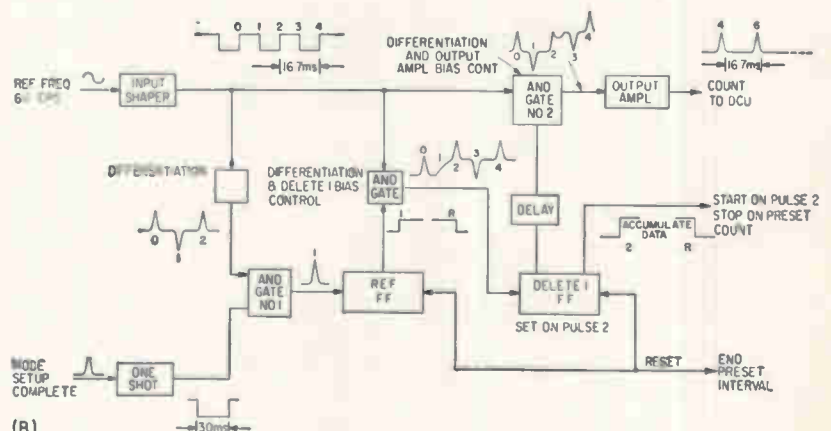 0 1 2 3 4
16.7ms
DIFFERENTIATION
AND OUTPUT
AMPL BIAS CONT
0 1 2 3 4
4 6
16.7ms
REF FREQ
INPUT
SHAPER
AND
GATE
NO 2
OUTPUT
AMPL
COUNT
TO DCU
DIFFERENTIATION
0 1 2
DIFFERENTIATION
& DELETE 1 BIAS
CONTROL
AND
GATE
0 1 2 3 4
1 R
DELAY
START ON PULSE 2
STOP ON PRESET
COUNT
ACCUMULATE
DATA
2 R
AND
GATE
NO 1
1
REF
FF
DELETE 1
FF
SET ON PULSE 2
MODE
SETUP
COMPLETE
ONE
SHOT
30ms
RESET
END
PRESET
INTERVAL
(B)